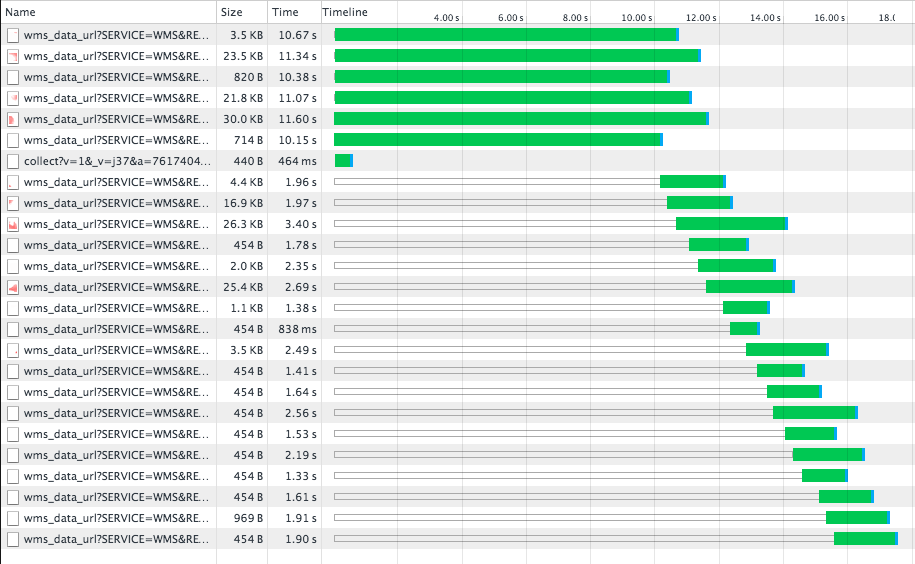 Name Size Time Timeline
4.00 s 6.00 s 8.00 s 10.00 s 12.00 s 14.00 s 16.00 s 18.(
wms_data_url?SERVICE=WMS&RE... 3.5 KB 10.67 s
wms_data_url?SERVICE=WMS&RE... 23.5 KB 11.34 s
wms_data_url?SERVICE=WMS&RE... 820 B 10.38 s
wms_data_url?SERVICE=WMS&RE... 21.8 KB 11.07 s
wms_data_url?SERVICE=WMS&RE... 30.0 KB 11.60 s
wms_data_url?SERVICE=WMS&RE... 714 B 10.15 s
collect?v=1&_v=j37&a=7617404... 440 B 464 ms
wms_data_url?SERVICE=WMS&RE... 4.4 KB 1.96 s
wms_data_url?SERVICE=WMS&RE... 16.9 KB 1.97 s
wms_data_url?SERVICE=WMS&RE... 26.3 KB 3.40 s
wms_data_url?SERVICE=WMS&RE... 454 B 1.78 s
wms_data_url?SERVICE=WMS&RE... 2.0 KB 2.35 s
wms_data_url?SERVICE=WMS&RE... 25.4 KB 2.69 s
wms_data_url?SERVICE=WMS&RE... 1.1 KB 1.38 s
wms_data_url?SERVICE=WMS&RE... 454 B 838 ms
wms_data_url?SERVICE=WMS&RE... 3.5 KB 2.49 s
wms_data_url?SERVICE=WMS&RE... 454 B 1.41 s
wms_data_url?SERVICE=WMS&RE... 454 B 1.64 s
wms_data_url?SERVICE=WMS&RE... 454 B 2.56 s
wms_data_url?SERVICE=WMS&RE... 454 B 1.53 s
wms_data_url?SERVICE=WMS&RE... 454 B 2.19 s
wms_data_url?SERVICE=WMS&RE... 454 B 1.33 s
wms_data_url?SERVICE=WMS&RE... 454 B 1.61 s
wms_data_url?SERVICE=WMS&RE... 969 B 1.91 s
wms_data_url?SERVICE=WMS&RE... 454 B 1.90 s